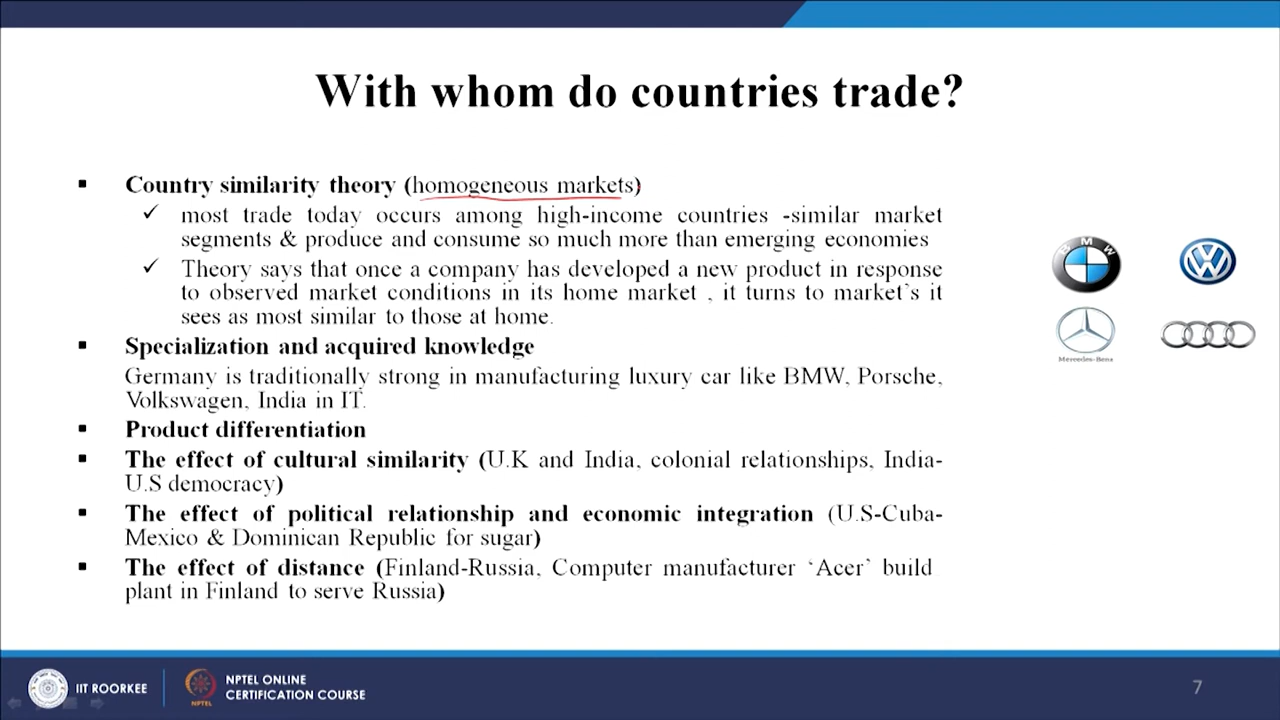 With whom do countries trade?
Country similarity theory (homogeneous markets)
most trade today occurs among high-income countries -similar market
segments & produce and consume so much more than emerging economies
Theory says that once a company has developed a new product in response
to observed market conditions in its home market , it turns to market's it
sees as most similar to those at home.
Specialization and acquired knowledge
Germany is traditionally strong in manufacturing luxury car like BMW, Porsche,
Volkswagen, India in IT.
Product differentiation
The effect of cultural similarity (U.K and India, colonial relationships, India-
U.S democracy)
The effect of political relationship and economic integration (U.S-Cuba-
Mexico & Dominican Republic for sugar)
The effect of distance (Finland-Russia, Computer manufacturer ‘Acer’ build
plant in Finland to serve Russia)
BMW
Mercedes-Benz
IIT ROORKEE
NPTEL
NPTEL ONLINE
CERTIFICATION COURSE
7